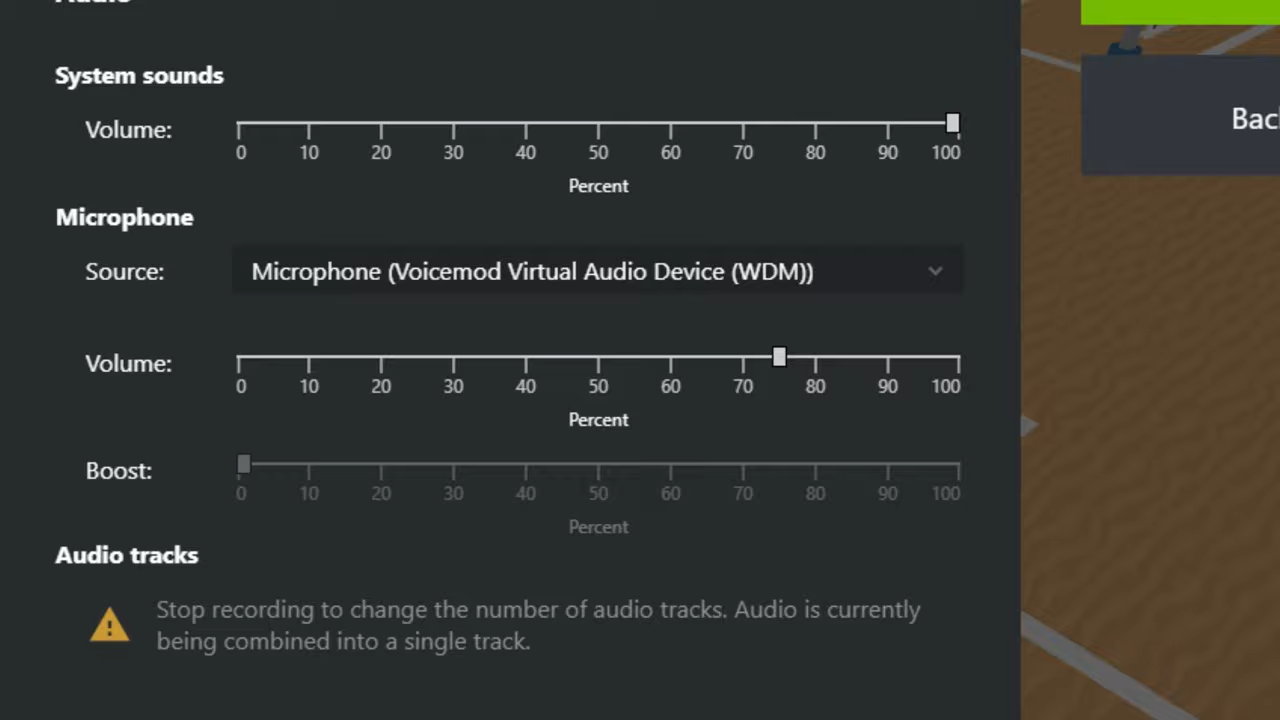 Audio
System sounds
Volume:
0 10 20 30 40 50 60 70 80 90 100
Percent
Bac
Microphone
Source: Microphone (Voicemod Virtual Audio Device (WDM))
Volume:
0 10 20 30 40 50 60 70 80 90 100
Percent
Boost:
0 10 20 30 40 50 60 70 80 90 100
Percent
Audio tracks
Stop recording to change the number of audio tracks. Audio is currently
being combined into a single track.